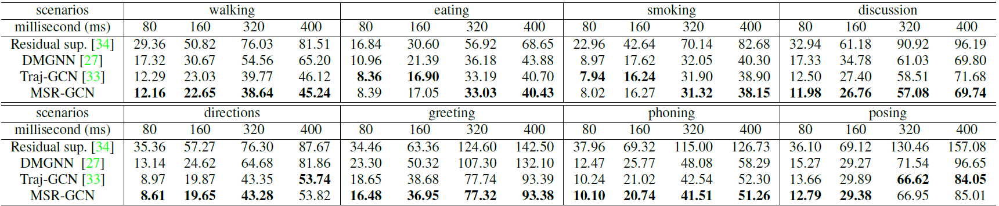 scenarios walking eating smoking discussion
millisecond (ms) 80 160 320 400 80 160 320 400 80 160 320 400 80 160 320 400
Residual sup. [34] 29.36 50.82 76.03 81.51 16.84 30.60 56.92 68.65 22.96 42.64 70.14 82.68 32.94 61.18 90.92 96.19
DMGNN [27] 17.32 30.67 54.56 65.20 10.96 21.39 36.18 43.88 8.97 17.62 32.05 40.30 17.33 34.78 61.03 69.80
Traj-GCN [33] 12.29 23.03 39.77 46.12 8.36 16.90 33.19 40.70 7.94 16.24 31.90 38.90 12.50 27.40 58.51 71.68
MSR-GCN 12.16 22.65 38.64 45.24 8.39 17.05 33.03 40.43 8.02 16.27 31.32 38.15 11.98 26.76 57.08 69.74
scenarios directions greeting phoning posing
millisecond (ms) 80 160 320 400 80 160 320 400 80 160 320 400 80 160 320 400
Residual sup. [34] 35.36 57.27 76.30 87.67 34.46 63.36 124.60 142.50 37.96 69.32 115.00 126.73 36.10 69.12 130.46 157.08
DMGNN [27] 13.14 24.62 64.68 81.86 23.30 50.32 107.30 132.10 12.47 25.77 48.08 58.29 15.27 29.27 71.54 96.65
Traj-GCN [33] 8.97 19.87 43.35 53.74 18.65 38.68 77.74 93.39 10.24 21.02 42.54 52.30 13.66 29.89 66.62 84.05
MSR-GCN 8.61 19.65 43.28 53.82 16.48 36.95 77.32 93.38 10.10 20.74 41.51 51.26 12.79 29.38 66.95 85.01